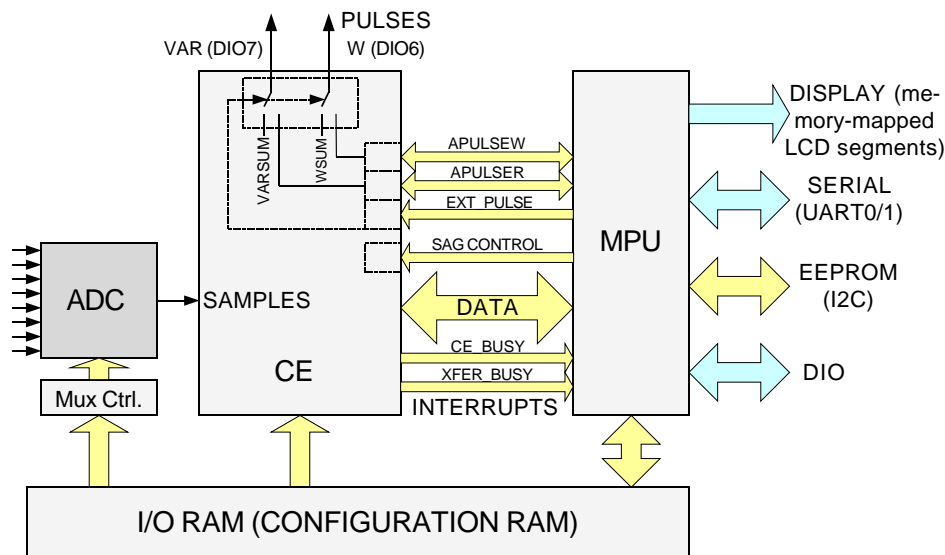 PULSES
VAR (DIO7)
W (DIO6)
VARSUM
WSUM
APULSEW
APULSER
EXT_PULSE
SAG CONTROL
DATA
CE_BUSY
XFER_BUSY
INTERRUPTS
ADC
SAMPLES
CE
Mux Ctrl.
MPU
DISPLAY (me-
mory-mapped
LCD segments)
SERIAL
(UART0/1)
EEPROM
(I2C)
DIO
I/O RAM (CONFIGURATION RAM)